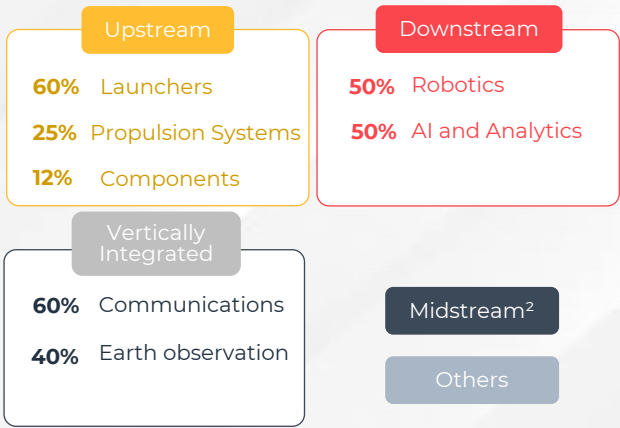 Upstream
60% Launchers
25% Propulsion Systems
12% Components
Downstream
50% Robotics
50% AI and Analytics
Vertically
Integrated
60% Communications
40% Earth observation
Midstream²
Others